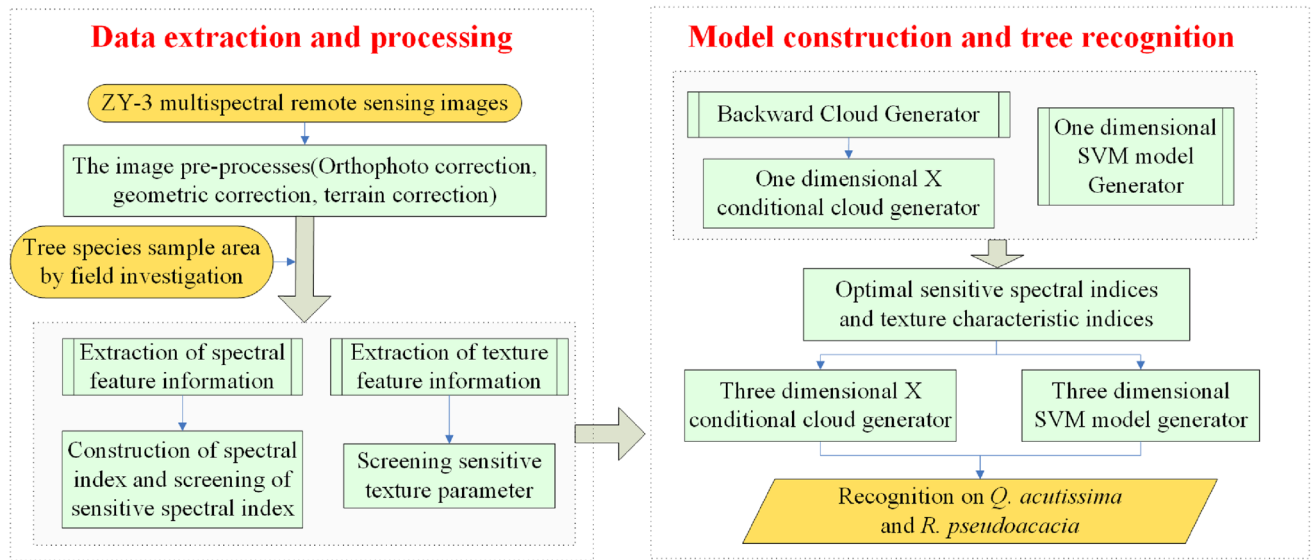 Data extraction and processing
ZY-3 multispectral remote sensing images
The image pre-processes(Orthophoto correction,
geometric correction, terrain correction)
Tree species sample area
by field investigation
Extraction of spectral
feature information
Extraction of texture
feature information
Construction of spectral
index and screening of
sensitive spectral index
Screening sensitive
texture parameter
Model construction and tree recognition
Backward Cloud Generator
One dimensional X
conditional cloud generator
One dimensional
SVM model
Generator
Optimal sensitive spectral indices
and texture characteristic indices
Three dimensional X
conditional cloud generator
Three dimensional
SVM model generator
Recognition on Q. acutissima
and R. pseudoacacia